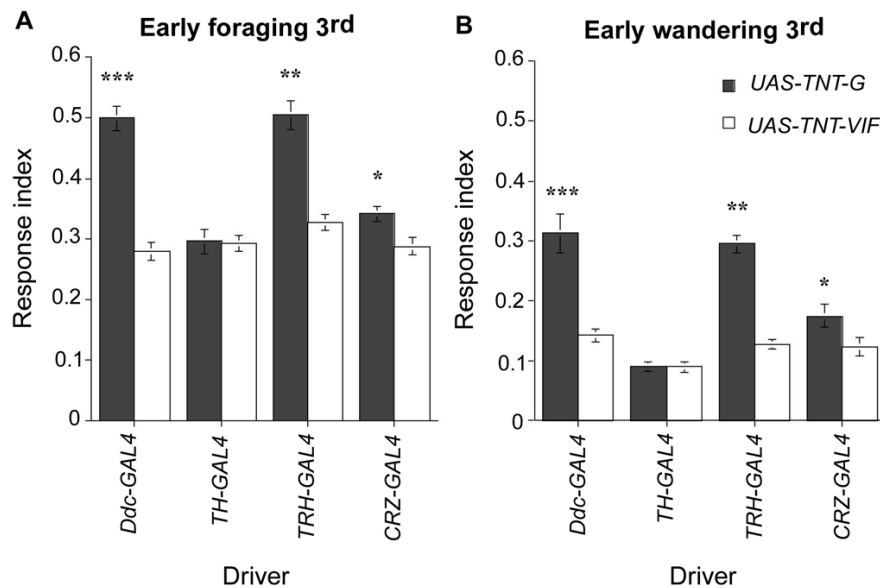 A
Early foraging 3rd
0.6
0.5
0.4
0.3
0.2
0.1
0
Response index
***
**
*
Ddc-GAL4
TH-GAL4
TRH-GAL4
CRZ-GAL4
Driver
B
Early wandering 3rd
0.6
0.5
0.4
0.3
0.2
0.1
0
Response index
UAS-TNT-G
UAS-TNT-VIF
***
**
*
Ddc-GAL4
TH-GAL4
TRH-GAL4
CRZ-GAL4
Driver